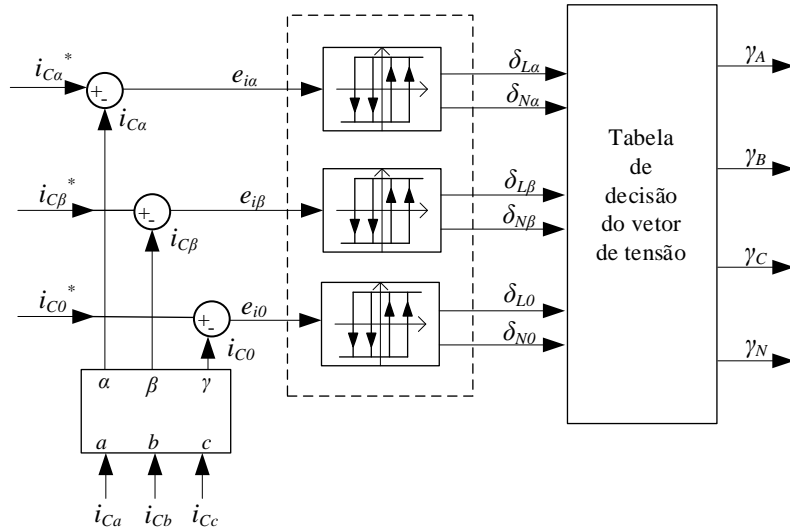 iCα* + - eiα δLα γA
iCα δNα
Tabela
de
decisão
do vetor
de tensão
iCβ* + - eiβ δLβ γB
iCβ δNβ
iC0* + - ei0 δL0 γC
iC0 δN0 γN
α β γ
a b c
iCa iCb iCc